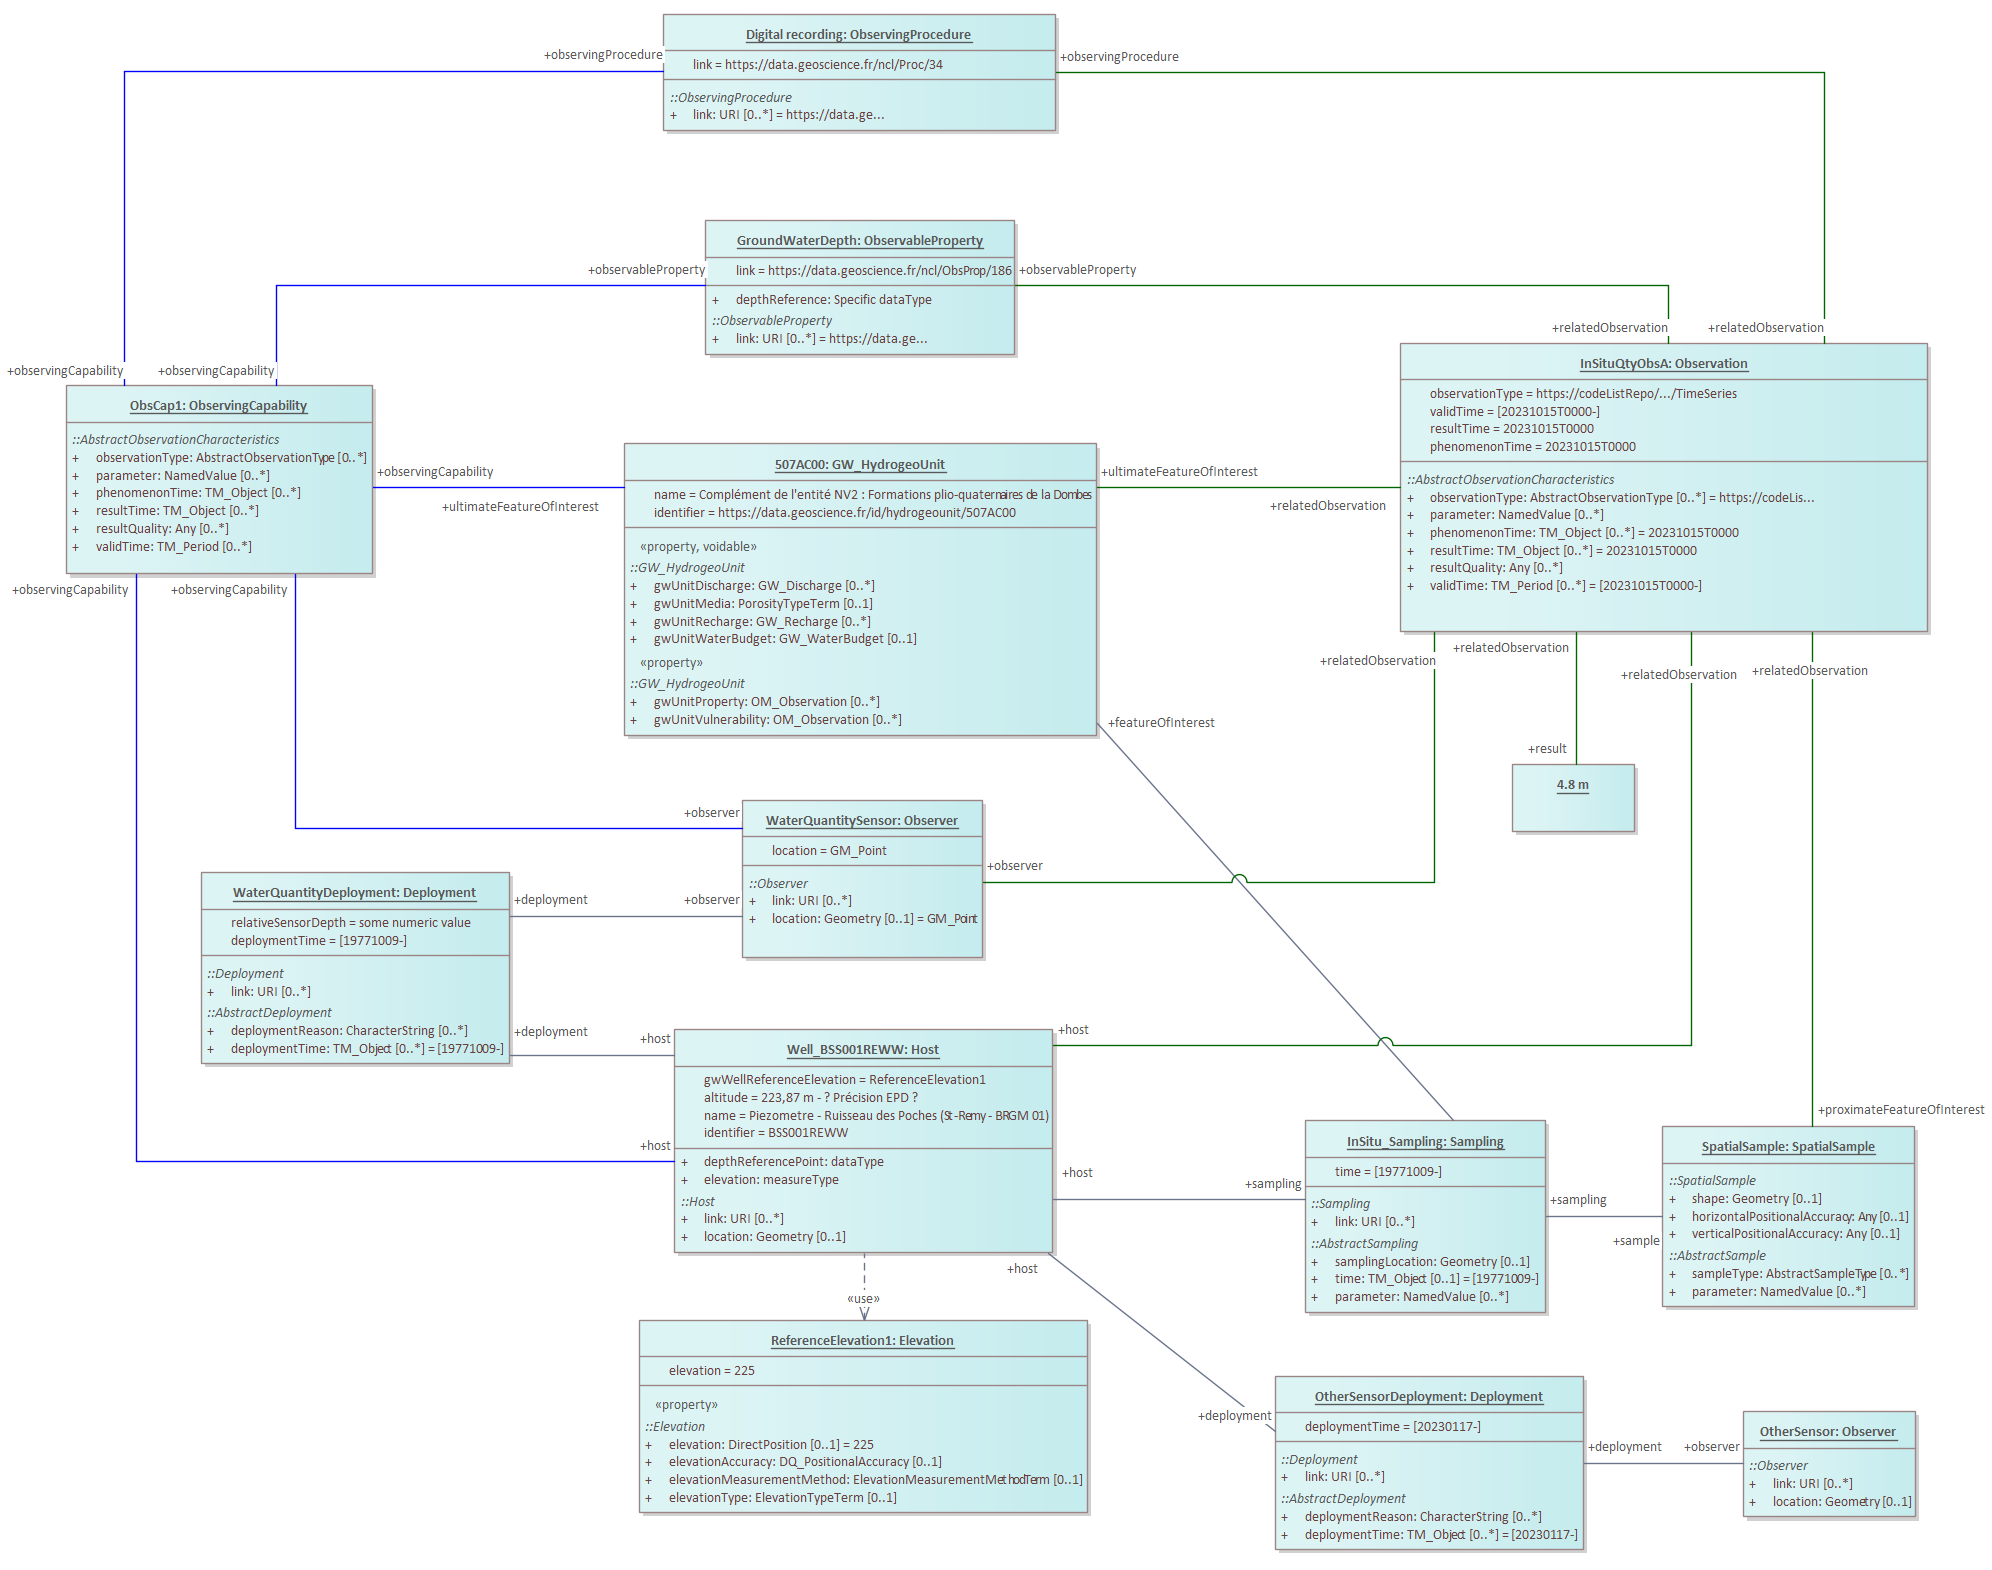 Digital recording: ObservingProcedure
link = https://data.geoscience.fr/ncl/Proc/34
::ObservingProcedure
+ link: URI [0..*] = https://data.ge...
+observingProcedure
+observingProcedure
GroundWaterDepth: ObservableProperty
link = https://data.geoscience.fr/ncl/ObsProp/186
+ depthReference: Specific dataType
::ObservableProperty
+ link: URI [0..*] = https://data.ge...
+observableProperty
+observableProperty
+relatedObservation
+relatedObservation
+observingCapability
+observingCapability
InSituQtyObsA: Observation
observationType = https://codeListRepo/.../TimeSeries
validTime = [20231015T0000-]
resultTime = 20231015T0000
phenomenonTime = 20231015T0000
::AbstractObservationCharacteristics
+ observationType: AbstractObservationType [0..*] = https://codeLis...
+ parameter: NamedValue [0..*]
+ phenomenonTime: TM_Object [0..*] = 20231015T0000
+ resultTime: TM_Object [0..*] = 20231015T0000
+ resultQuality: Any [0..*]
+ validTime: TM_Period [0..*] = [20231015T0000-]
ObsCap1: ObservingCapability
::AbstractObservationCharacteristics
+ observationType: AbstractObservationType [0..*]
+ parameter: NamedValue [0..*]
+ phenomenonTime: TM_Object [0..*]
+ resultTime: TM_Object [0..*]
+ resultQuality: Any [0..*]
+ validTime: TM_Period [0..*]
+observingCapability
+ultimateFeatureOfInterest
507AC00: GW_HydrogeoUnit
name = Complément de l'entité NV2 : Formations plio-quaternaires de la Dombes
identifier = https://data.geoscience.fr/id/hydrogeounit/507AC00
«property, voidable»
::GW_HydrogeoUnit
+ gwUnitDischarge: GW_Discharge [0..*]
+ gwUnitMedia: PorosityTypeTerm [0..1]
+ gwUnitRecharge: GW_Recharge [0..*]
+ gwUnitWaterBudget: GW_WaterBudget [0..1]
«property»
::GW_HydrogeoUnit
+ gwUnitProperty: OM_Observation [0..*]
+ gwUnitVulnerability: OM_Observation [0..*]
+ultimateFeatureOfInterest
+relatedObservation
+observingCapability
+observingCapability
+relatedObservation
+relatedObservation
+relatedObservation
+relatedObservation
+featureOfInterest
+result
4.8 m
WaterQuantitySensor: Observer
location = GM_Point
::Observer
+ link: URI [0..*]
+ location: Geometry [0..1] = GM_Point
+observer
+observer
+observer
WaterQuantityDeployment: Deployment
relativeSensorDepth = some numeric value
deploymentTime = [19771009-]
::Deployment
+ link: URI [0..*]
::AbstractDeployment
+ deploymentReason: CharacterString [0..*]
+ deploymentTime: TM_Object [0..*] = [19771009-]
+deployment
+deployment
+host
+host
+host
+host
+host
Well_BSS001REWW: Host
gwWellReferenceElevation = ReferenceElevation1
altitude = 223,87 m - ? Précision EPD ?
name = Piezometre - Ruisseau des Poches (St-Remy - BRGM 01)
identifier = BSS001REWW
+ depthReferencePoint: dataType
+ elevation: measureType
::Host
+ link: URI [0..*]
+ location: Geometry [0..1]
+proximateFeatureOfInterest
InSitu_Sampling: Sampling
time = [19771009-]
::Sampling
+ link: URI [0..*]
::AbstractSampling
+ samplingLocation: Geometry [0..1]
+ time: TM_Object [0..1] = [19771009-]
+ parameter: NamedValue [0..*]
+sampling
+sampling
+sample
SpatialSample: SpatialSample
::SpatialSample
+ shape: Geometry [0..1]
+ horizontalPositionalAccuracy: Any [0..1]
+ verticalPositionalAccuracy: Any [0..1]
::AbstractSample
+ sampleType: AbstractSampleType [0..*]
+ parameter: NamedValue [0..*]
«use»
ReferenceElevation1: Elevation
elevation = 225
«property»
::Elevation
+ elevation: DirectPosition [0..1] = 225
+ elevationAccuracy: DQ_PositionalAccuracy [0..1]
+ elevationMeasurementMethod: ElevationMeasurementMethodTerm [0..1]
+ elevationType: ElevationTypeTerm [0..1]
+deployment
OtherSensorDeployment: Deployment
deploymentTime = [20230117-]
::Deployment
+ link: URI [0..*]
::AbstractDeployment
+ deploymentReason: CharacterString [0..*]
+ deploymentTime: TM_Object [0..*] = [20230117-]
+deployment
+observer
OtherSensor: Observer
::Observer
+ link: URI [0..*]
+ location: Geometry [0..1]